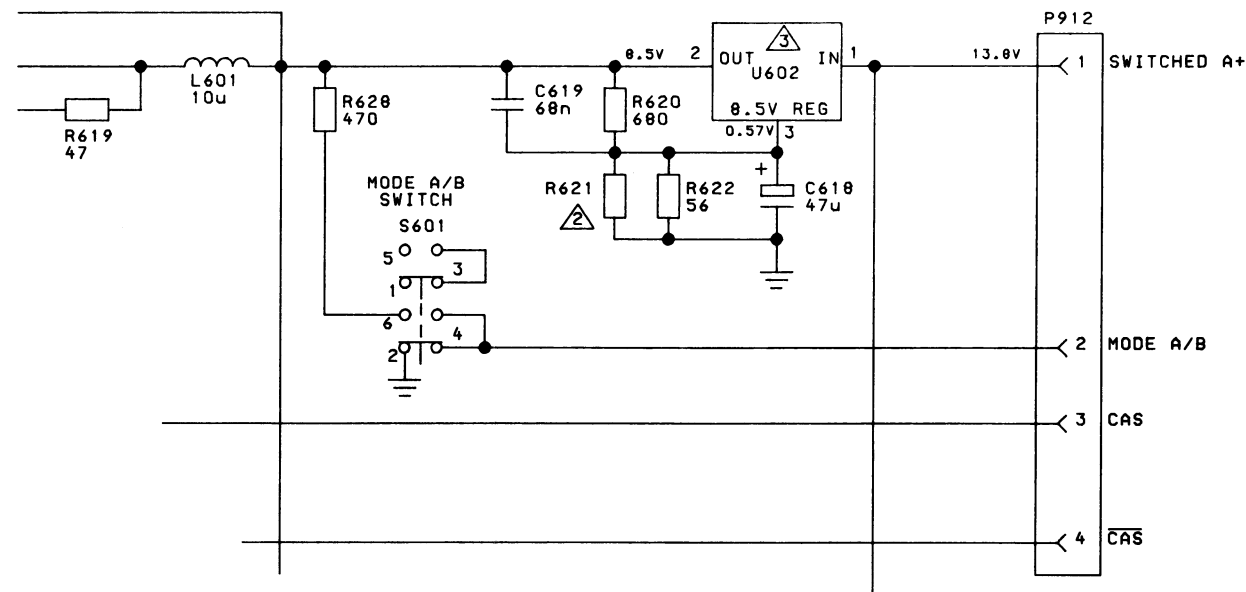 P912
8.5V 2 OUT 3 IN 1 13.8V 1 SWITCHED A+
U602
8.5V REG
0.57V 3
L601
10u
R619
47
R628
470
C619
68n
R620
680
MODE A/B
SWITCH
S601
R621
2
R622
56
+
C618
47u
5
3
1
6
4
2
2 MODE A/B
3 CAS
4 CAS